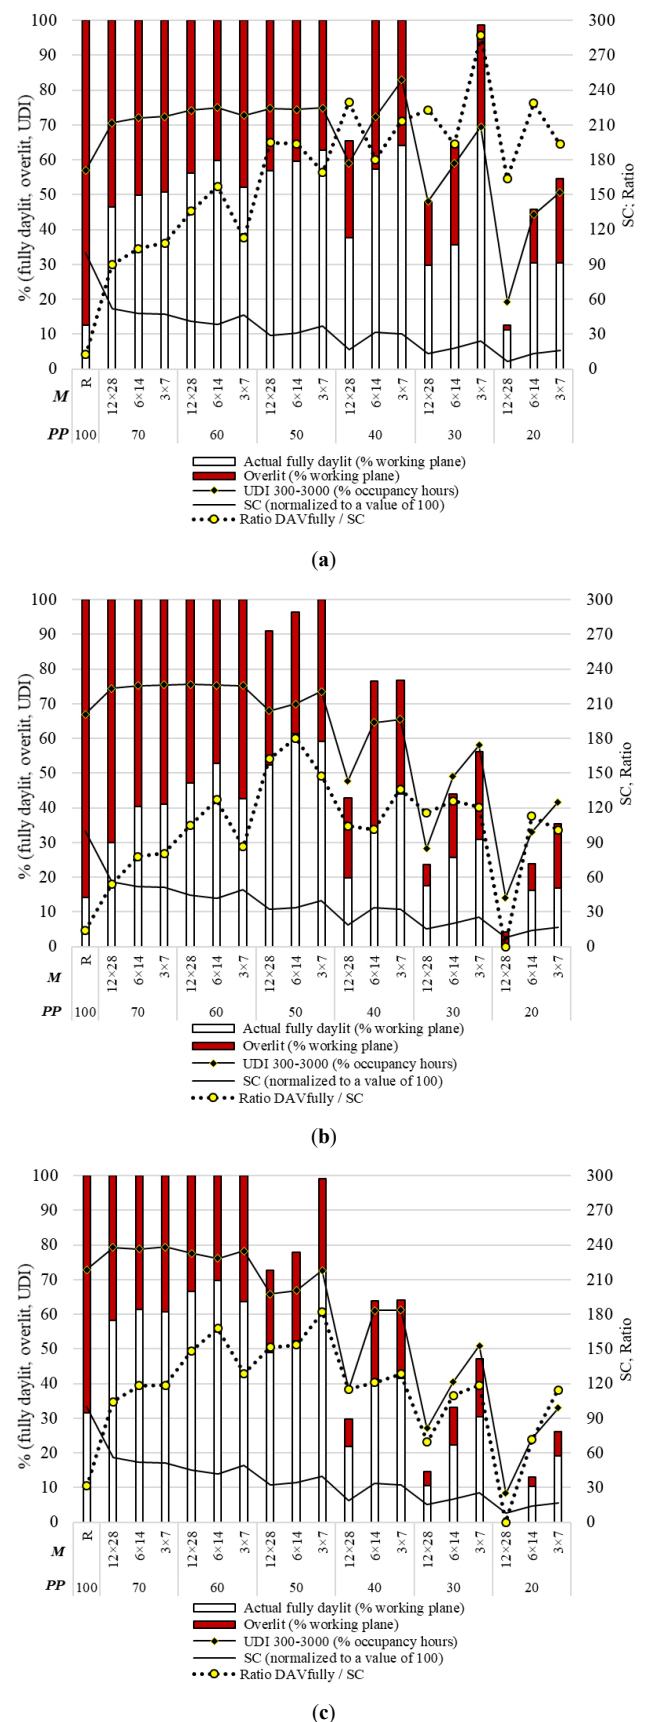 100 300
90 270
80 240
70 210
60 180
50 150
40 120
30 90
20 60
10 30
0 0
% (fully daylit, overlit, UDI)
SC; Ratio
M R 12×28 6×14 3×7 12×28 6×14 3×7 12×28 6×14 3×7 12×28 6×14 3×7 12×28 6×14 3×7 12×28 6×14 3×7
PP 100 70 60 50 40 30 20
Actual fully daylit (% working plane)
Overlit (% working plane)
UDI 300-3000 (% occupancy hours)
SC (normalized to a value of 100)
Ratio DAVfully / SC
(a)
100 300
90 270
80 240
70 210
60 180
50 150
40 120
30 90
20 60
10 30
0 0
% (fully daylit, overlit, UDI)
SC, Ratio
M R 12×28 6×14 3×7 12×28 6×14 3×7 12×28 6×14 3×7 12×28 6×14 3×7 12×28 6×14 3×7 12×28 6×14 3×7
PP 100 70 60 50 40 30 20
Actual fully daylit (% working plane)
Overlit (% working plane)
UDI 300-3000 (% occupancy hours)
SC (normalized to a value of 100)
Ratio DAVfully / SC
(b)
100 300
90 270
80 240
70 210
60 180
50 150
40 120
30 90
20 60
10 30
0 0
% (fully daylit, overlit, UDI)
SC, Ratio
M R 12×28 6×14 3×7 12×28 6×14 3×7 12×28 6×14 3×7 12×28 6×14 3×7 12×28 6×14 3×7 12×28 6×14 3×7
PP 100 70 60 50 40 30 20
Actual fully daylit (% working plane)
Overlit (% working plane)
UDI 300-3000 (% occupancy hours)
SC (normalized to a value of 100)
Ratio DAVfully / SC
(c)